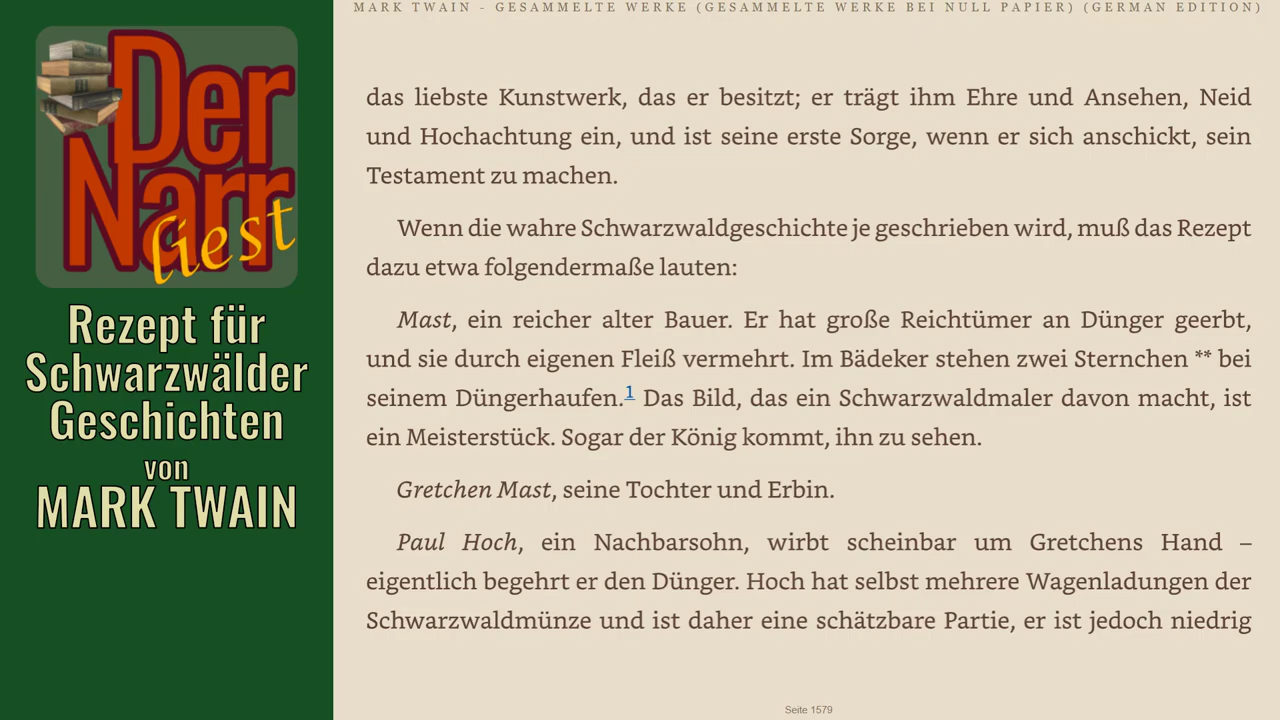 Der
Narr
liest
Rezept für
Schwarzwälder
Geschichten
von
MARK TWAIN
MARK TWAIN - GESAMMELTE WERKE (GESAMMELTE WERKE BEI NULL PAPIER) (GERMAN EDITION)
das liebste Kunstwerk, das er besitzt; er trägt ihm Ehre und Ansehen, Neid
und Hochachtung ein, und ist seine erste Sorge, wenn er sich anschickt, sein
Testament zu machen.
Wenn die wahre Schwarzwaldgeschichte je geschrieben wird, muß das Rezept
dazu etwa folgendermaße lauten:
Mast, ein reicher alter Bauer. Er hat große Reichtümer an Dünger geerbt,
und sie durch eigenen Fleiß vermehrt. Im Bädeker stehen zwei Sternchen ** bei
seinem Düngerhaufen.1 Das Bild, das ein Schwarzwaldmaler davon macht, ist
ein Meisterstück. Sogar der König kommt, ihn zu sehen.
Gretchen Mast, seine Tochter und Erbin.
Paul Hoch, ein Nachbarsohn, wirbt scheinbar um Gretchens Hand –
eigentlich begehrt er den Dünger. Hoch hat selbst mehrere Wagenladungen der
Schwarzwaldmünze und ist daher eine schätzbare Partie, er ist jedoch niedrig
Seite 1579